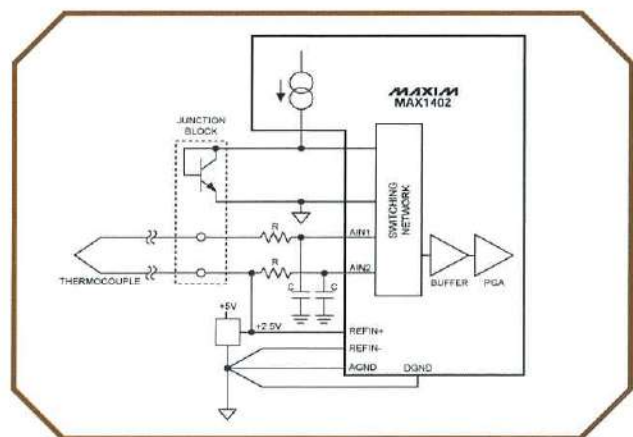 MAXIM
MAX1402
JUNCTION
BLOCK
SWITCHING
NETWORK
R
AIN1
R
AIN2
THERMOCOUPLE
C
C
BUFFER
PGA
+5V
+2.5V
REFIN+
REFIN-
AGND
DGND